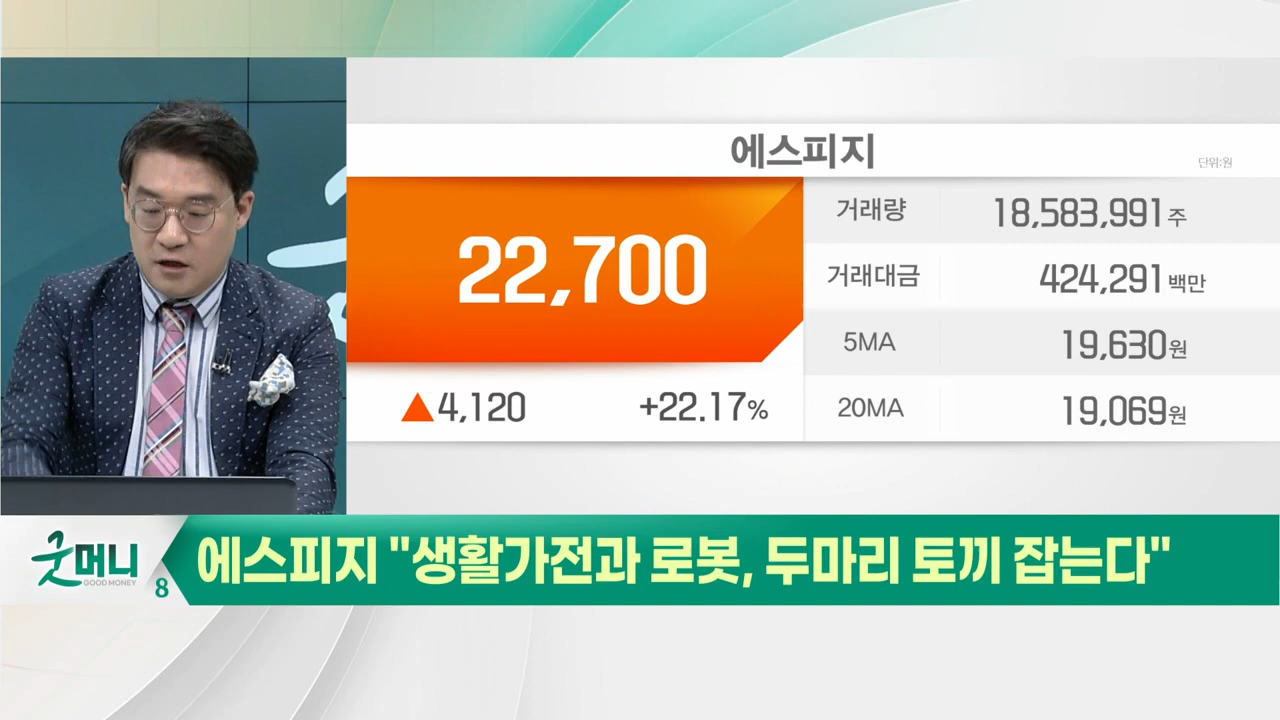 에스피지
단위:원
22,700
▲4,120 +22.17%
거래량 18,583,991주
거래대금 424,291백만
5MA 19,630원
20MA 19,069원
굿머니
GOOD MONEY
8
에스피지 "생활가전과 로봇, 두마리 토끼 잡는다"